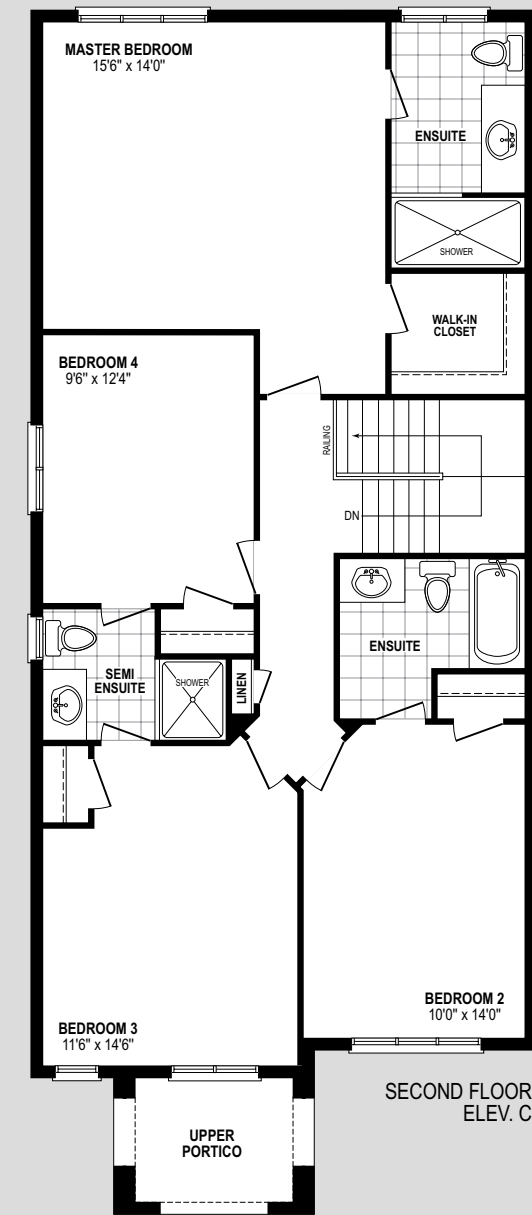 MASTER BEDROOM
15'6" x 14'0"
ENSUITE
SHOWER
WALK-IN
CLOSET
BEDROOM 4
9'6" x 12'4"
RAILING
DN
ENSUITE
SEMI
ENSUITE
SHOWER
LINEN
BEDROOM 2
10'0" x 14'0"
BEDROOM 3
11'6" x 14'6"
SECOND FLOOR
ELEV. C
UPPER
PORTICO